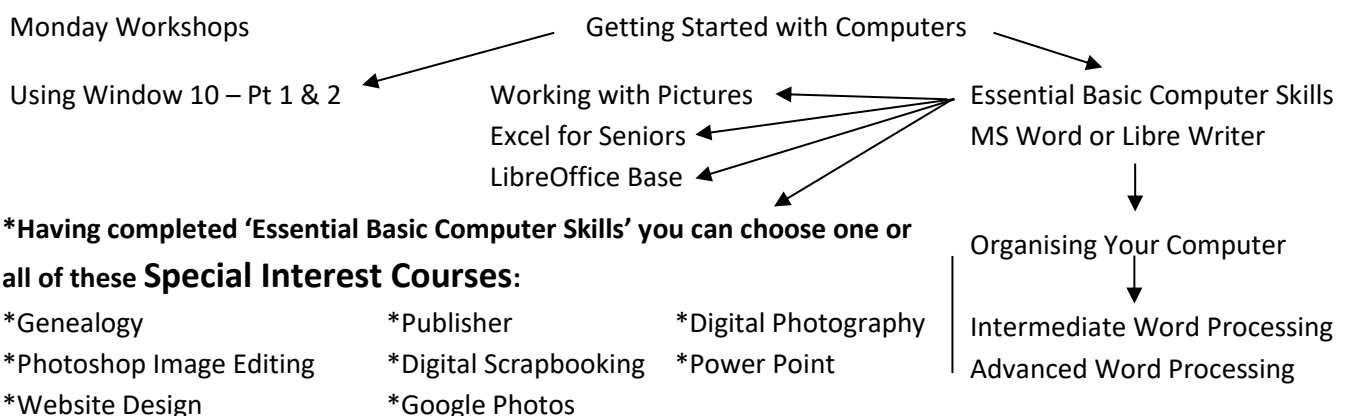 Monday Workshops
Getting Started with Computers
Using Window 10 – Pt 1 & 2
Working with Pictures
Excel for Seniors
LibreOffice Base
Essential Basic Computer Skills
MS Word or Libre Writer
*Having completed ‘Essential Basic Computer Skills’ you can choose one or
all of these Special Interest Courses:
*Genealogy *Publisher *Digital Photography
*Photoshop Image Editing *Digital Scrapbooking *Power Point
*Website Design *Google Photos
Organising Your Computer
Intermediate Word Processing
Advanced Word Processing